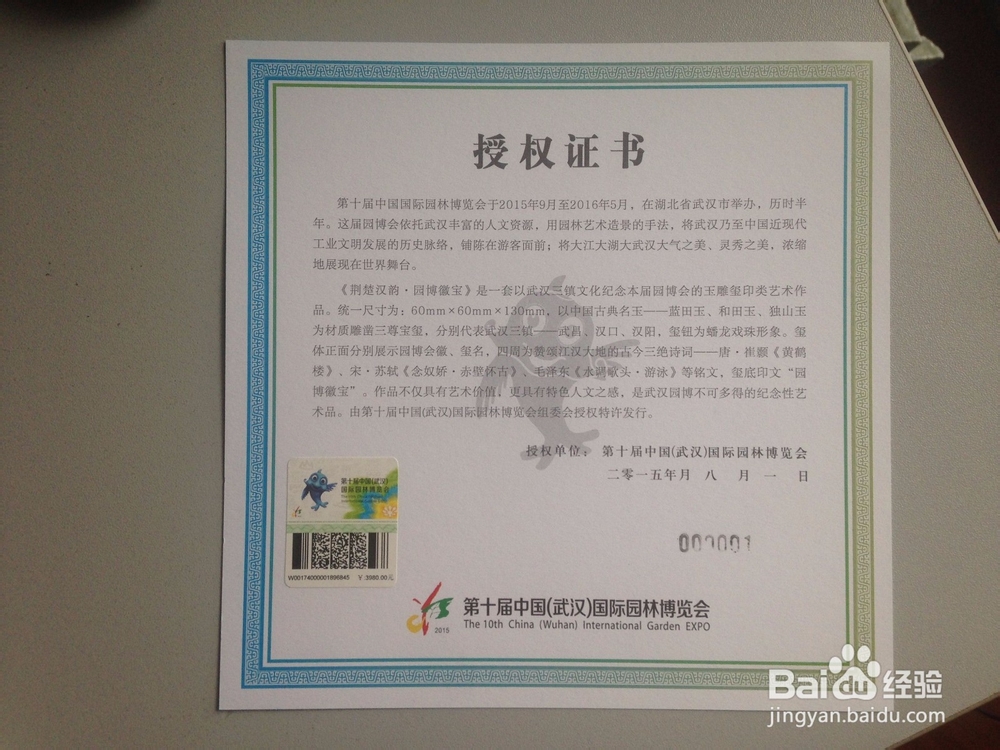 授权证书
第十届中国国际园林博览会于2015年9月至2016年5月，在湖北省武汉市举办，历时半
年。这届园博会依托武汉丰富的人文资源，用园林艺术造景的手法，将武汉乃至中国近现代
工业文明发展的历史脉络，铺陈在游客面前；将大江大湖大武汉大气之美、灵秀之美，浓缩
地展现在世界舞台。
《荆楚汉韵·园博徽宝》是一套以武汉三镇文化纪念本届园博会的玉雕玺印类艺术作
品。统一尺寸为：60mm×60mm×130mm，以中国古典名玉——蓝田玉、和田玉、独山玉
为材质雕凿三尊宝玺，分别代表武汉三镇——武昌、汉口、汉阳，玺钮为蟠龙戏珠形象。玺
体正面分别展示园博会徽、玺名，四周为赞颂江汉大地的古今三绝诗词——唐·崔颢《黄鹤
楼》、宋·苏轼《念奴娇·赤壁怀古》、毛泽东《水调歌头·游泳》等铭文，玺底印文“园
博徽宝”。作品不仅具有艺术价值，更具有特色人文之感，是武汉园博不可多得的纪念性艺
术品。由第十届中国(武汉)国际园林博览会组委会授权特许发行。
授权单位：第十届中国(武汉)国际园林博览会
二零一五年月 八 月 一 日
第十届中国(武汉)
国际园林博览会
W00174000001896845 ￥:3980.00元
000001
2015
第十届中国(武汉)国际园林博览会
The 10th China (Wuhan) International Garden EXPO
Baidu经验
jingyan.baidu.com